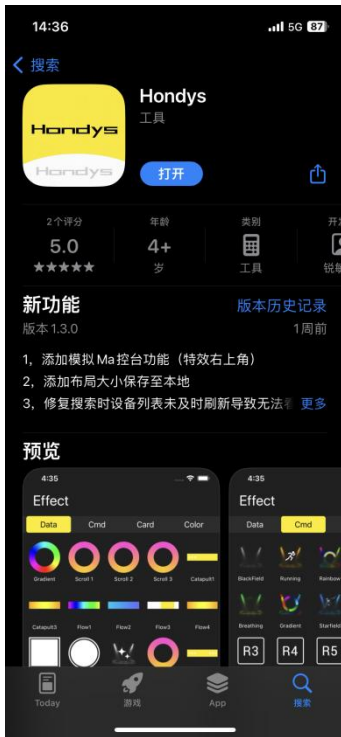 14:36
5G 87
搜索
Hondys
Hondys
Hondys
工具
打开
2个评分
年龄
类别
5.0
4+
岁
工具
新功能
版本历史记录
版本1.3.0
1周前
1，添加模拟Ma控台功能（特效右上角）
2，添加布局大小保存至本地
3，修复搜索时设备列表未及时刷新导致无法
更多
预览
4:35
Effect
Data Cmd Card Color
Gradient Scroll 1 Scroll 2 Scroll 3 Catapult1
Catapult3 Flow1 Flow2 Flow3 Flow4
4:35
Effect
Data Cmd
BlackField Running Rainbow
Breathing Gradient Starfield
R3 R4 R5
Today
游戏
App
搜索